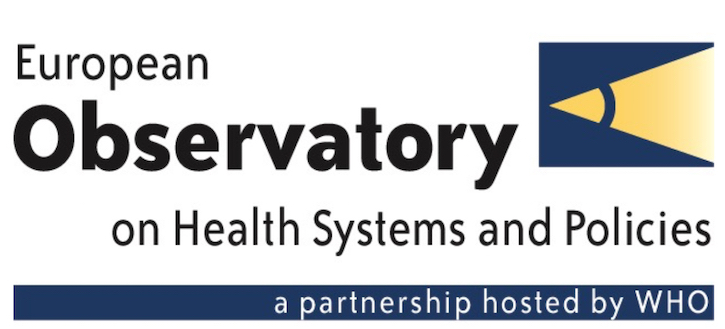 European
Observatory
on Health Systems and Policies
a partnership hosted by WHO